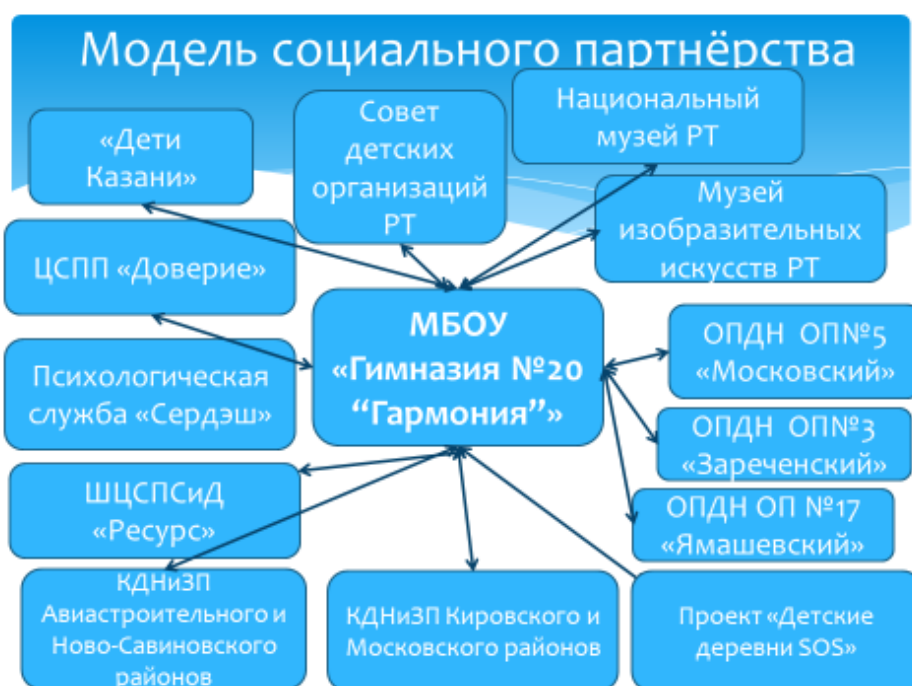 Модель социального партнёрства
«Дети
Казани»
Совет
детских
организаций
РТ
Национальный
музей РТ
Музей
изобразительных
искусств РТ
ЦСПП «Доверие»
МБОУ
«Гимназия №20
“Гармония”»
ОПДН ОП№5
«Московский»
Психологическая
служба «Сердэш»
ОПДН ОП№3
«Зареченский»
ШЦСПСиД
«Ресурс»
ОПДН ОП №17
«Ямашевский»
КДНиЗП
Авиастроительного и
Ново-Савиновского
районов
КДНиЗП Кировского и
Московского районов
Проект «Детские
деревни SOS»